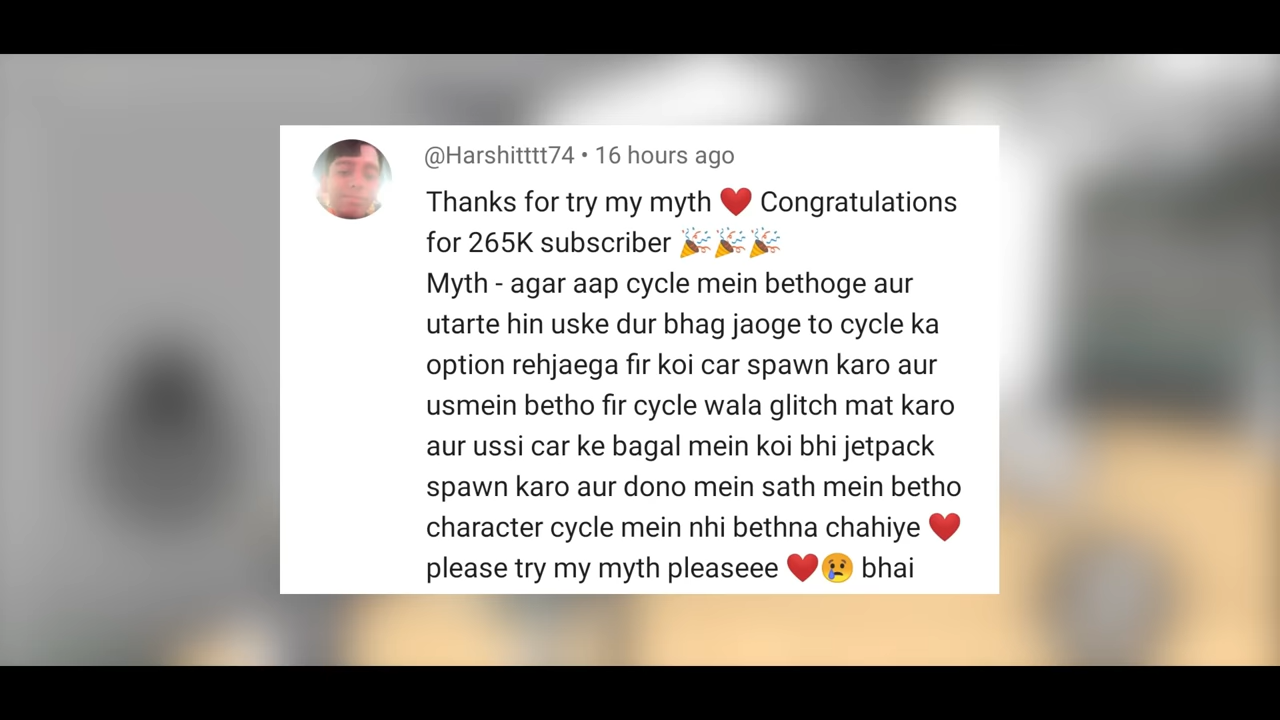 @Harshitttt74 • 16 hours ago
Thanks for try my myth ❤️ Congratulations
for 265K subscriber 🎉🎉🎉
Myth - agar aap cycle mein bethoge aur
utarte hin uske dur bhag jaoge to cycle ka
option rehjaega fir koi car spawn karo aur
usmein betho fir cycle wala glitch mat karo
aur ussi car ke bagal mein koi bhi jetpack
spawn karo aur dono mein sath mein betho
character cycle mein nhi bethna chahiye ❤️
please try my myth pleaseee ❤️😢 bhai